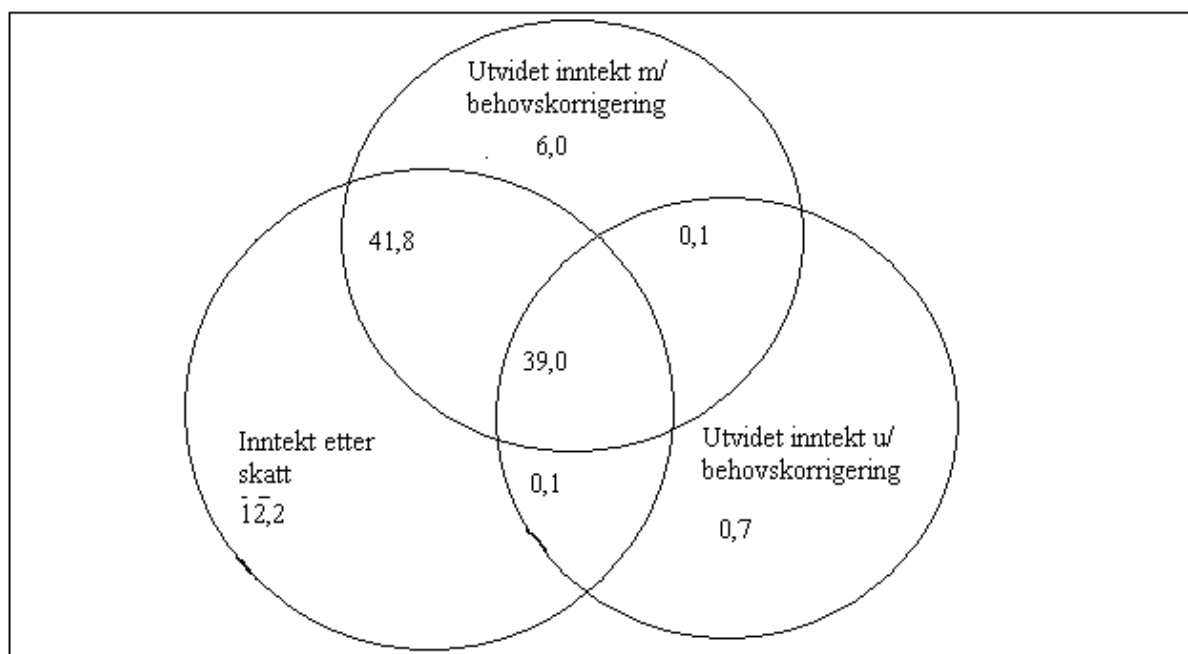 Utvidet inntekt m/
behovskorrigering
6,0
41,8
0,1
39,0
Inntekt etter
skatt
12,2
0,1
Utvidet inntekt u/
behovskorrigering
0,7